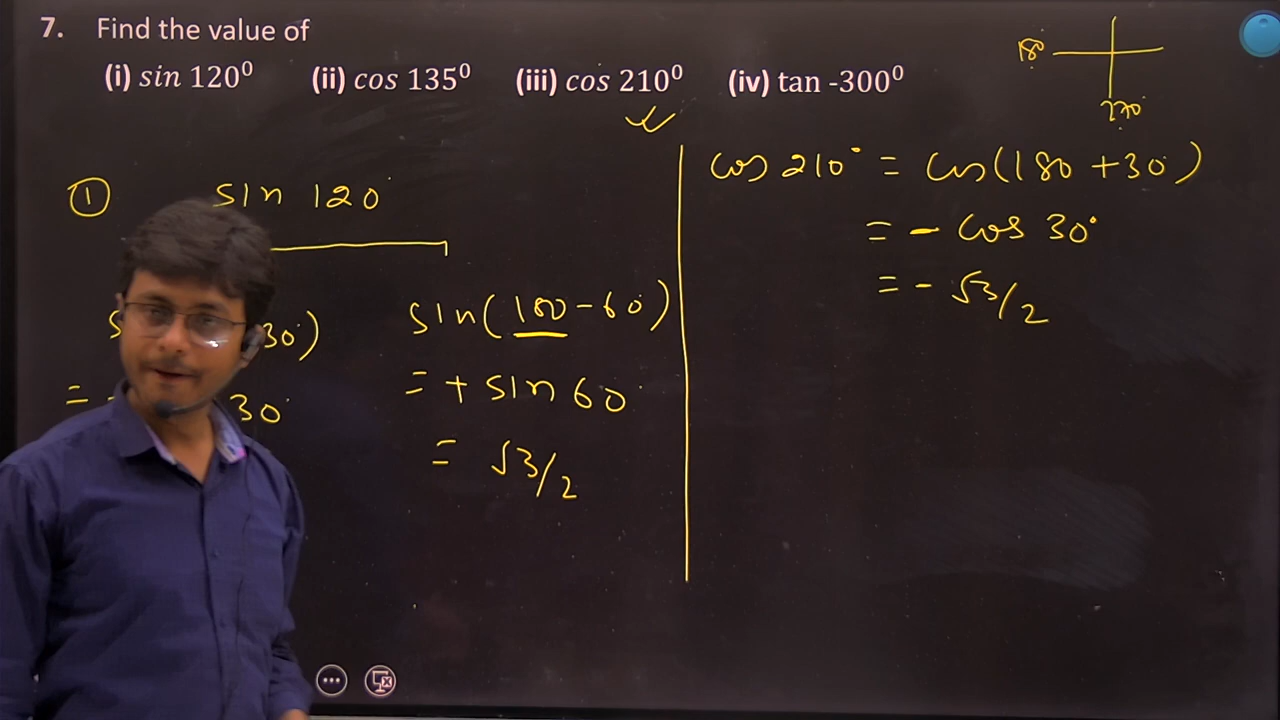 7. Find the value of
(i) sin 120⁰ (ii) cos 135⁰ (iii) cos 210⁰ (iv) tan -300⁰
180°
270°
① sin 120°
30°)
= 30°
sin(180-60°)
= + sin 60°
= √3/2
cos 210° = cos(180 + 30°)
= - cos 30°
= - √3/2